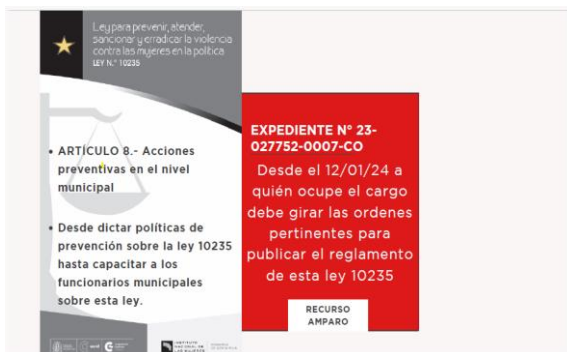 Ley para prevenir, atender,
sancionar y erradicar la violencia
contra las mujeres en la política
LEY N.° 10235
• ARTÍCULO 8.- Acciones
preventivas en el nivel
municipal
• Desde dictar políticas de
prevención sobre la ley 10235
hasta capacitar a los
funcionarios municipales
sobre esta ley.
EXPEDIENTE N° 23-
027752-0007-CO
Desde el 12/01/24 a
quién ocupe el cargo
debe girar las ordenes
pertinentes para
publicar el reglamento
de esta ley 10235
RECURSO
AMPARO
INSTITUTO
NACIONAL DE
LAS MUJERES